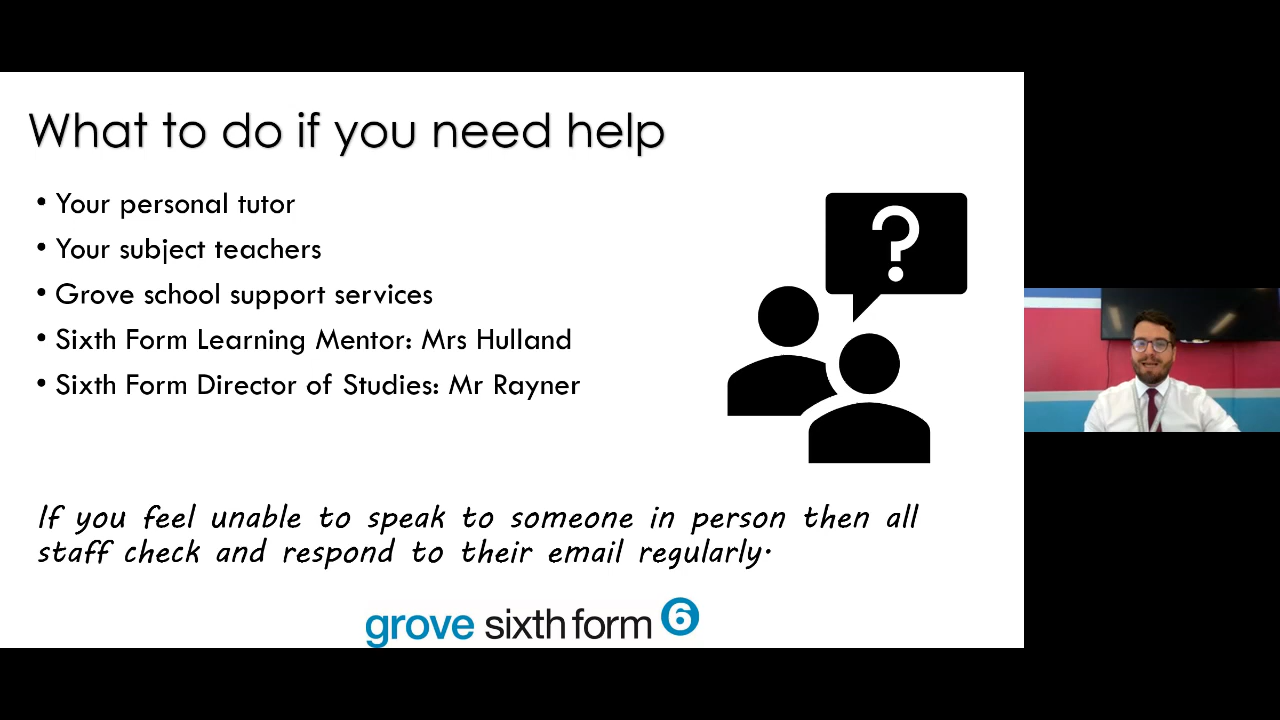 What to do if you need help
• Your personal tutor
• Your subject teachers
• Grove school support services
• Sixth Form Learning Mentor: Mrs Hulland
• Sixth Form Director of Studies: Mr Rayner
?
If you feel unable to speak to someone in person then all
staff check and respond to their email regularly.
grove sixth form 6